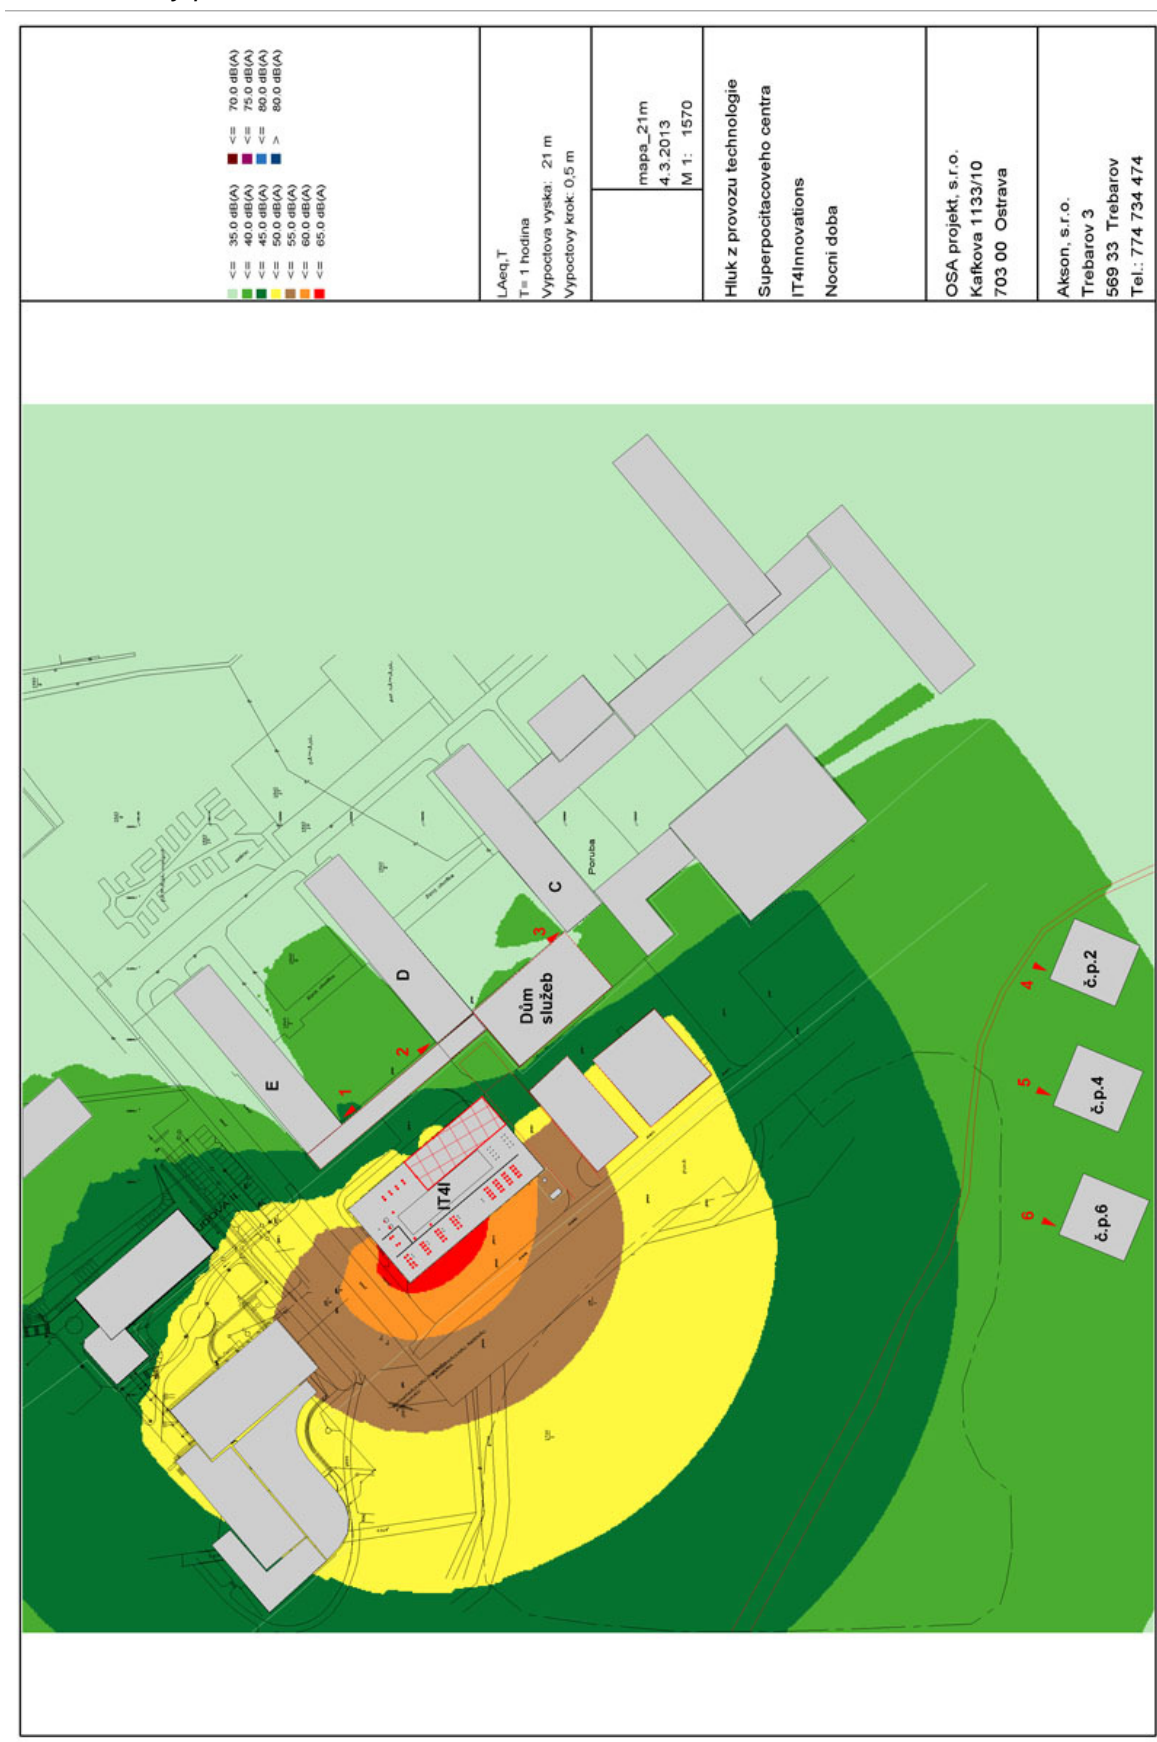 <= 35.0 dB(A)
<= 40.0 dB(A)
<= 45.0 dB(A)
<= 50.0 dB(A)
<= 55.0 dB(A)
<= 60.0 dB(A)
<= 65.0 dB(A)
<= 70.0 dB(A)
<= 75.0 dB(A)
<= 80.0 dB(A)
> 80.0 dB(A)
LAeq,T
T= 1 hodina
Vypoctova vyska: 21 m
Vypoctovy krok: 0,5 m
mapa_21m
4.3.2013
M 1: 1570
Hluk z provozu technologie
Superpocitacoveho centra
IT4Innovations
Nocni doba
OSA projekt, s.r.o.
Kafkova 1133/10
703 00 Ostrava
Akson, s.r.o.
Trebarov 3
569 33 Trebarov
Tel.: 774 734 474
E
D
C
1
2
3
Dům
služeb
Poruba
IT4I
4
č.p.2
5
č.p.4
6
č.p.6